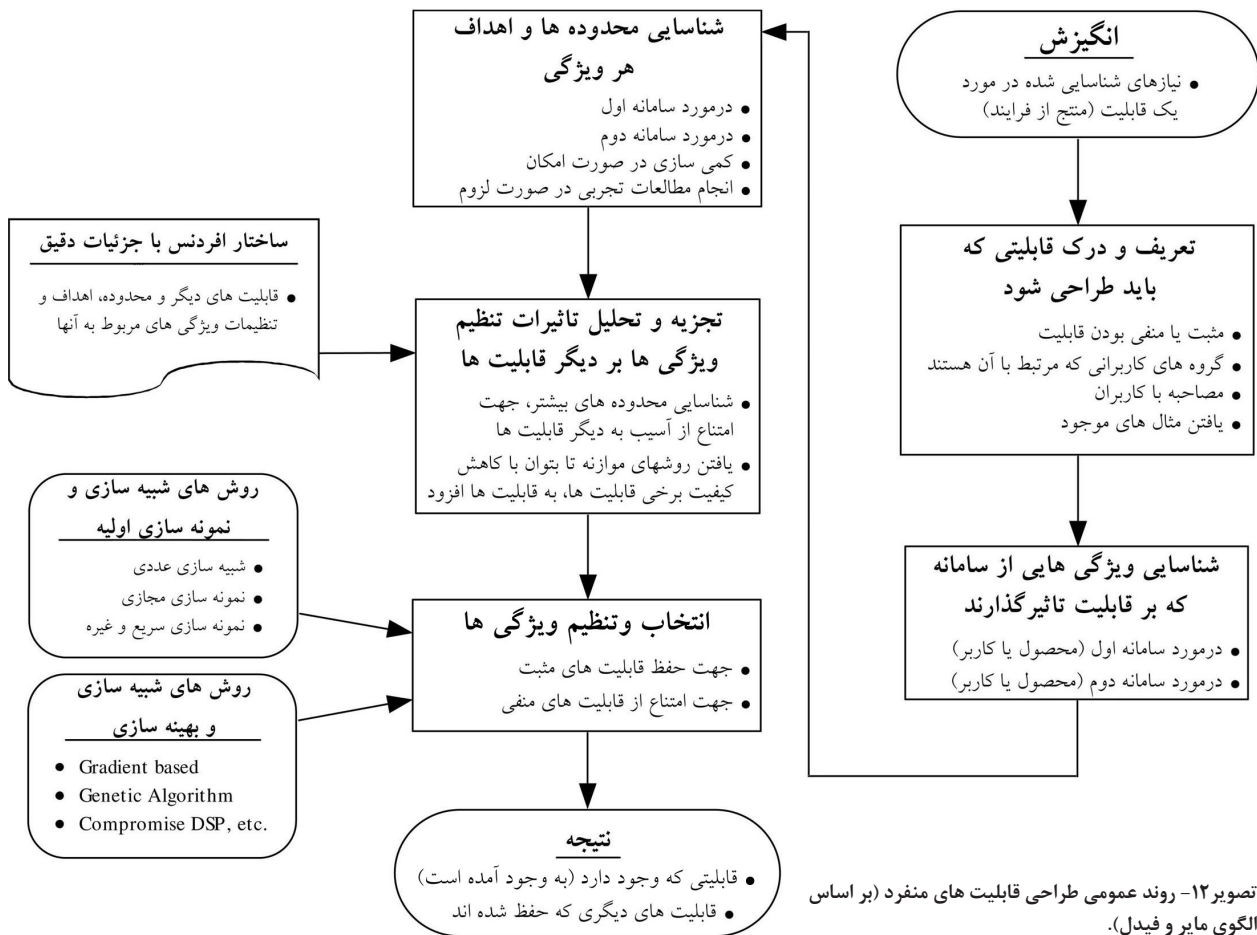 انگیزش
• نیازهای شناسایی شده در مورد
یک قابلیت (منتج از فرایند)
تعریف و درک قابلیتی که
باید طراحی شود
• مثبت یا منفی بودن قابلیت
• گروه های کاربرانی که مرتبط با آن هستند
• مصاحبه با کاربران
• یافتن مثال های موجود
شناسایی ویژگی هایی از سامانه
که بر قابلیت تاثیرگذارند
• درمورد سامانه اول (محصول یا کاربر)
• درمورد سامانه دوم (محصول یا کاربر)
شناسایی محدوده ها و اهداف
هر ویژگی
• درمورد سامانه اول
• درمورد سامانه دوم
• کمی سازی در صورت امکان
• انجام مطالعات تجربی در صورت لزوم
ساختار افردنس با جزئیات دقیق
• قابلیت های دیگر و محدوده، اهداف و
تنظیمات ویژگی های مربوط به آنها
تجزیه و تحلیل تاثیرات تنظیم
ویژگی ها بر دیگر قابلیت ها
• شناسایی محدوده های بیشتر، جهت
امتناع از آسیب به دیگر قابلیت ها
• یافتن روشهای موازنه تا بتوان با کاهش
کیفیت برخی قابلیت ها، به قابلیت ها افزود
روش های شبیه سازی و
نمونه سازی اولیه
• شبیه سازی عددی
• نمونه سازی مجازی
• نمونه سازی سریع و غیره
روش های شبیه سازی
و بهینه سازی
• Gradient based
• Genetic Algorithm
• Compromise DSP, etc.
انتخاب وتنظیم ویژگی ها
• جهت حفظ قابلیت های مثبت
• جهت امتناع از قابلیت های منفی
نتیجه
• قابلیتی که وجود دارد (به وجود آمده است)
• قابلیت های دیگری که حفظ شده اند
تصویر۱۲- روند عمومی طراحی قابلیت های منفرد (بر اساس
الگوی مایر و فیدل).